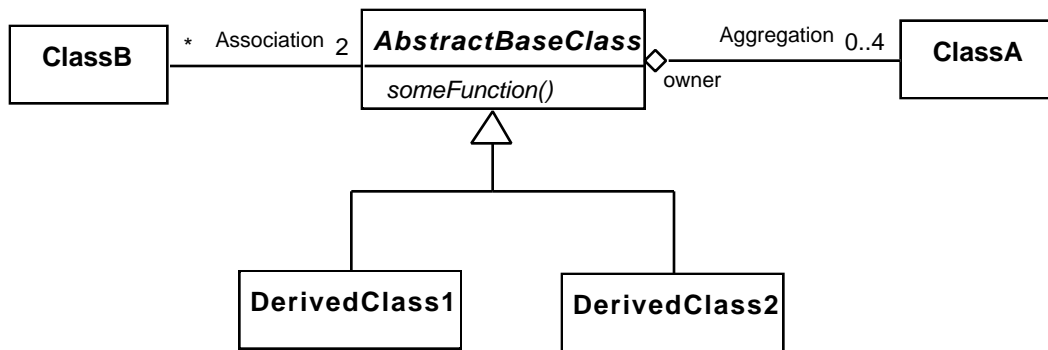 ClassB
* Association 2
AbstractBaseClass
someFunction()
Aggregation 0..4
owner
ClassA
DerivedClass1
DerivedClass2